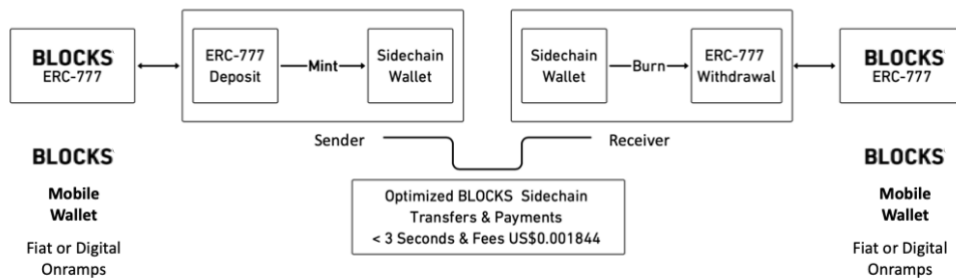 BLOCKS
ERC-777
ERC-777
Deposit
Mint
Sidechain
Wallet
Sidechain
Wallet
Burn
ERC-777
Withdrawal
BLOCKS
ERC-777
Sender
Receiver
BLOCKS
Mobile
Wallet
Fiat or Digital
Onramps
Optimized BLOCKS Sidechain
Transfers & Payments
< 3 Seconds & Fees US$0.001844
BLOCKS
Mobile
Wallet
Fiat or Digital
Onramps